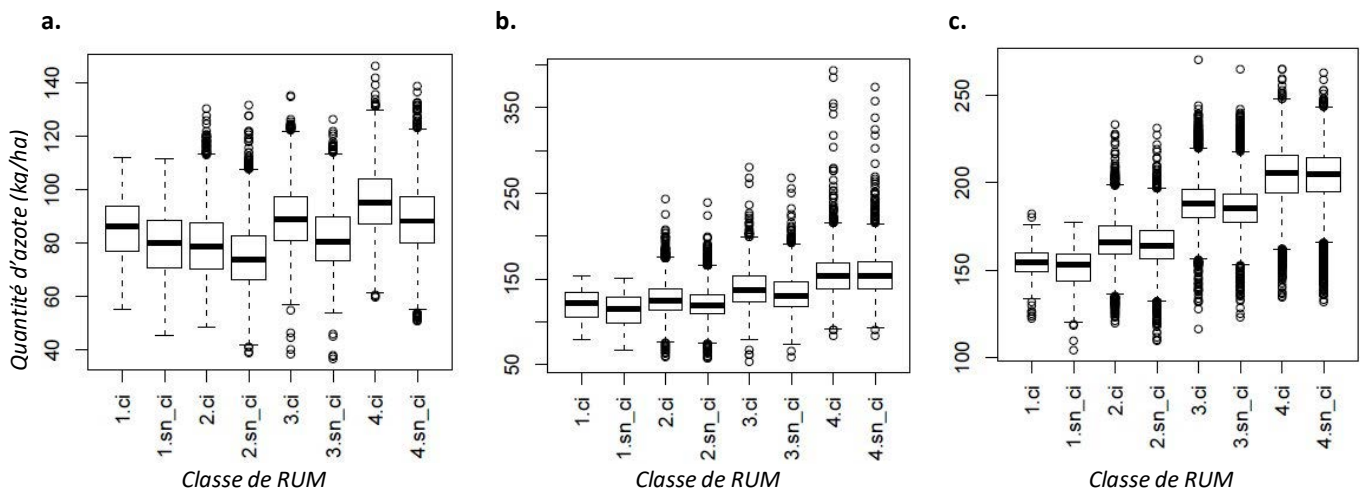 a.
Quantité d'azote (kg/ha)
140
120
100
80
60
40
1.ci
1.sn_ci
2.ci
2.sn_ci
3.ci
3.sn_ci
4.ci
4.sn_ci
Classe de RUM
b.
350
250
150
50
1.ci
1.sn_ci
2.ci
2.sn_ci
3.ci
3.sn_ci
4.ci
4.sn_ci
c.
250
200
150
100
1.ci
1.sn_ci
2.ci
2.sn_ci
3.ci
3.sn_ci
4.ci
4.sn_ci
Classe de RUM